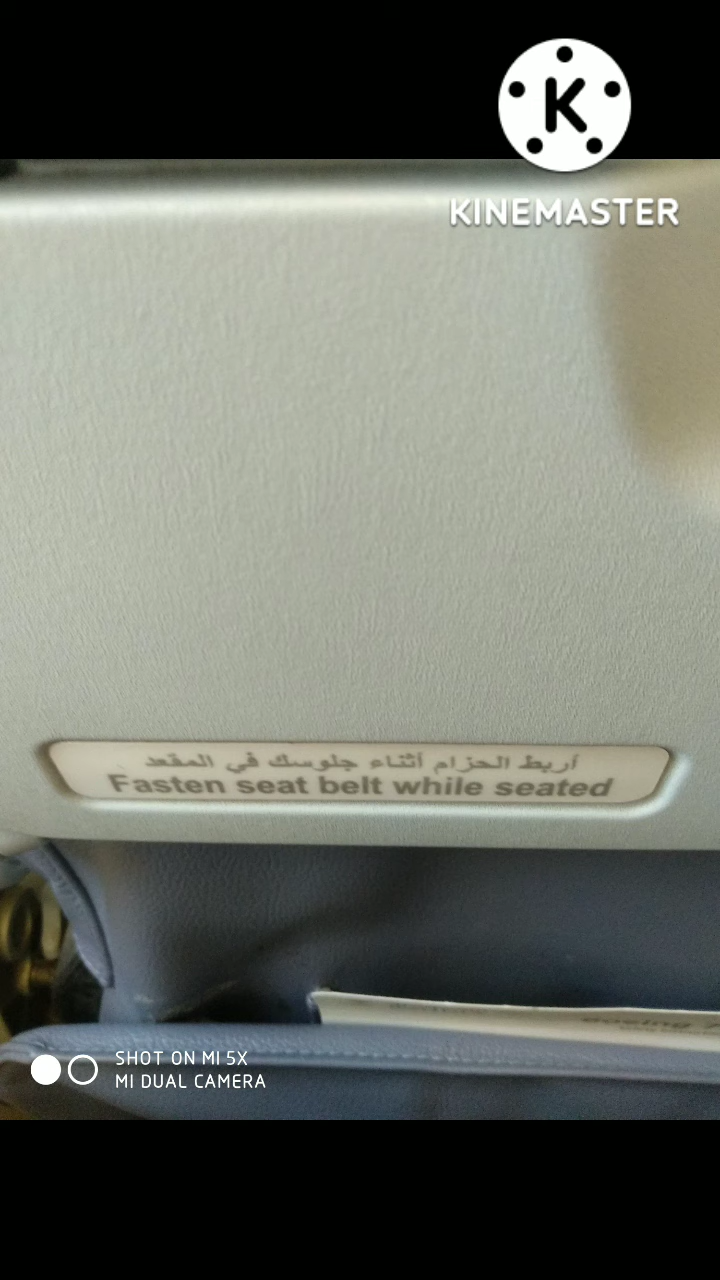 KINEMASTER
أربط الحزام أثناء جلوسك في المقعد
Fasten seat belt while seated
SHOT ON MI 5X
MI DUAL CAMERA